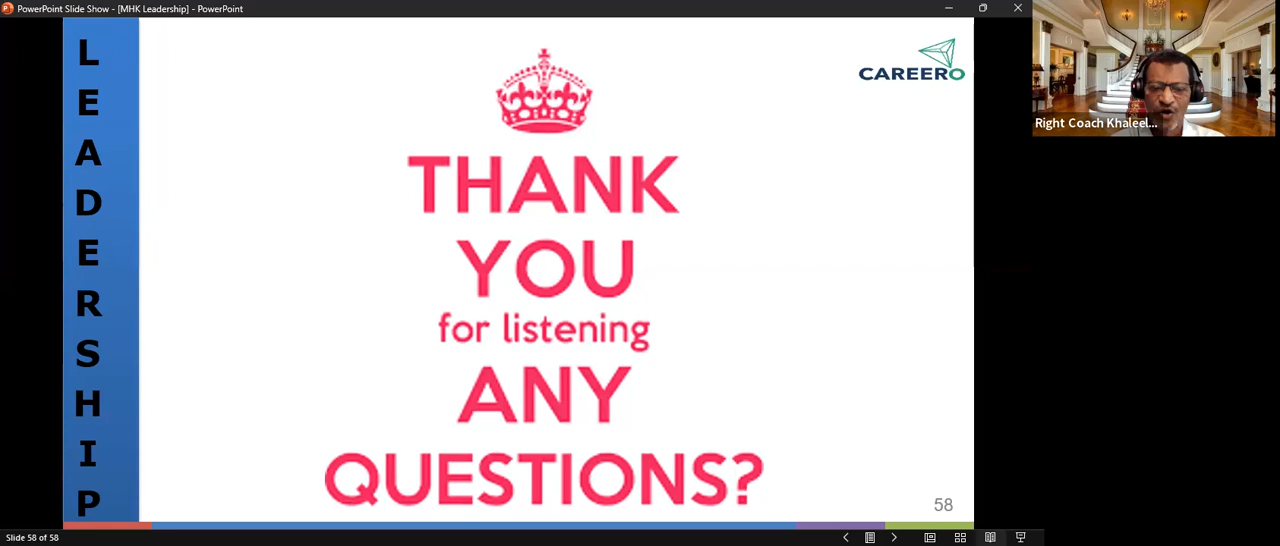 PowerPoint Slide Show - [MHK Leadership] - PowerPoint
LEADERSHIP
CAREERO
THANK
YOU
for listening
ANY
QUESTIONS?
58
Right Coach Khaleel...
Slide 58 of 58